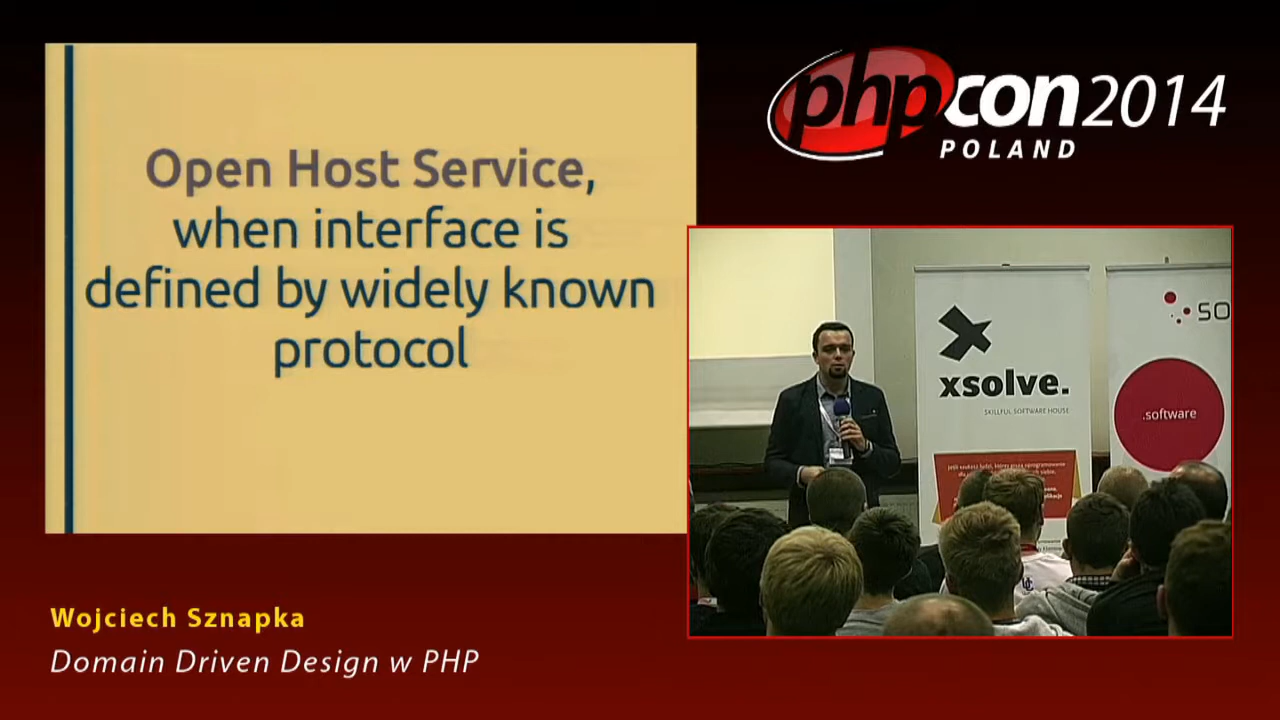 Open Host Service,
when interface is
defined by widely known
protocol
phpcon2014
POLAND
xsolve.
SKILLFUL SOFTWARE HOUSE
SO
.software
Wojciech Sznapka
Domain Driven Design w PHP